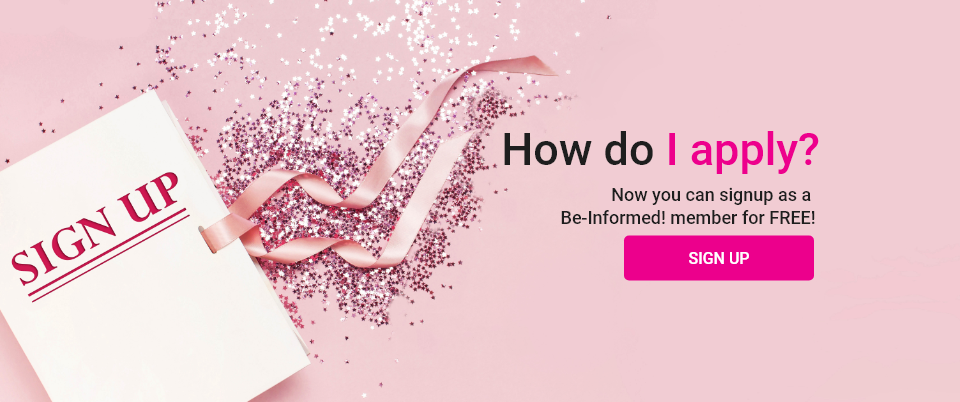 SIGN UP
How do I apply?
Now you can signup as a
Be-Informed! member for FREE!
SIGN UP